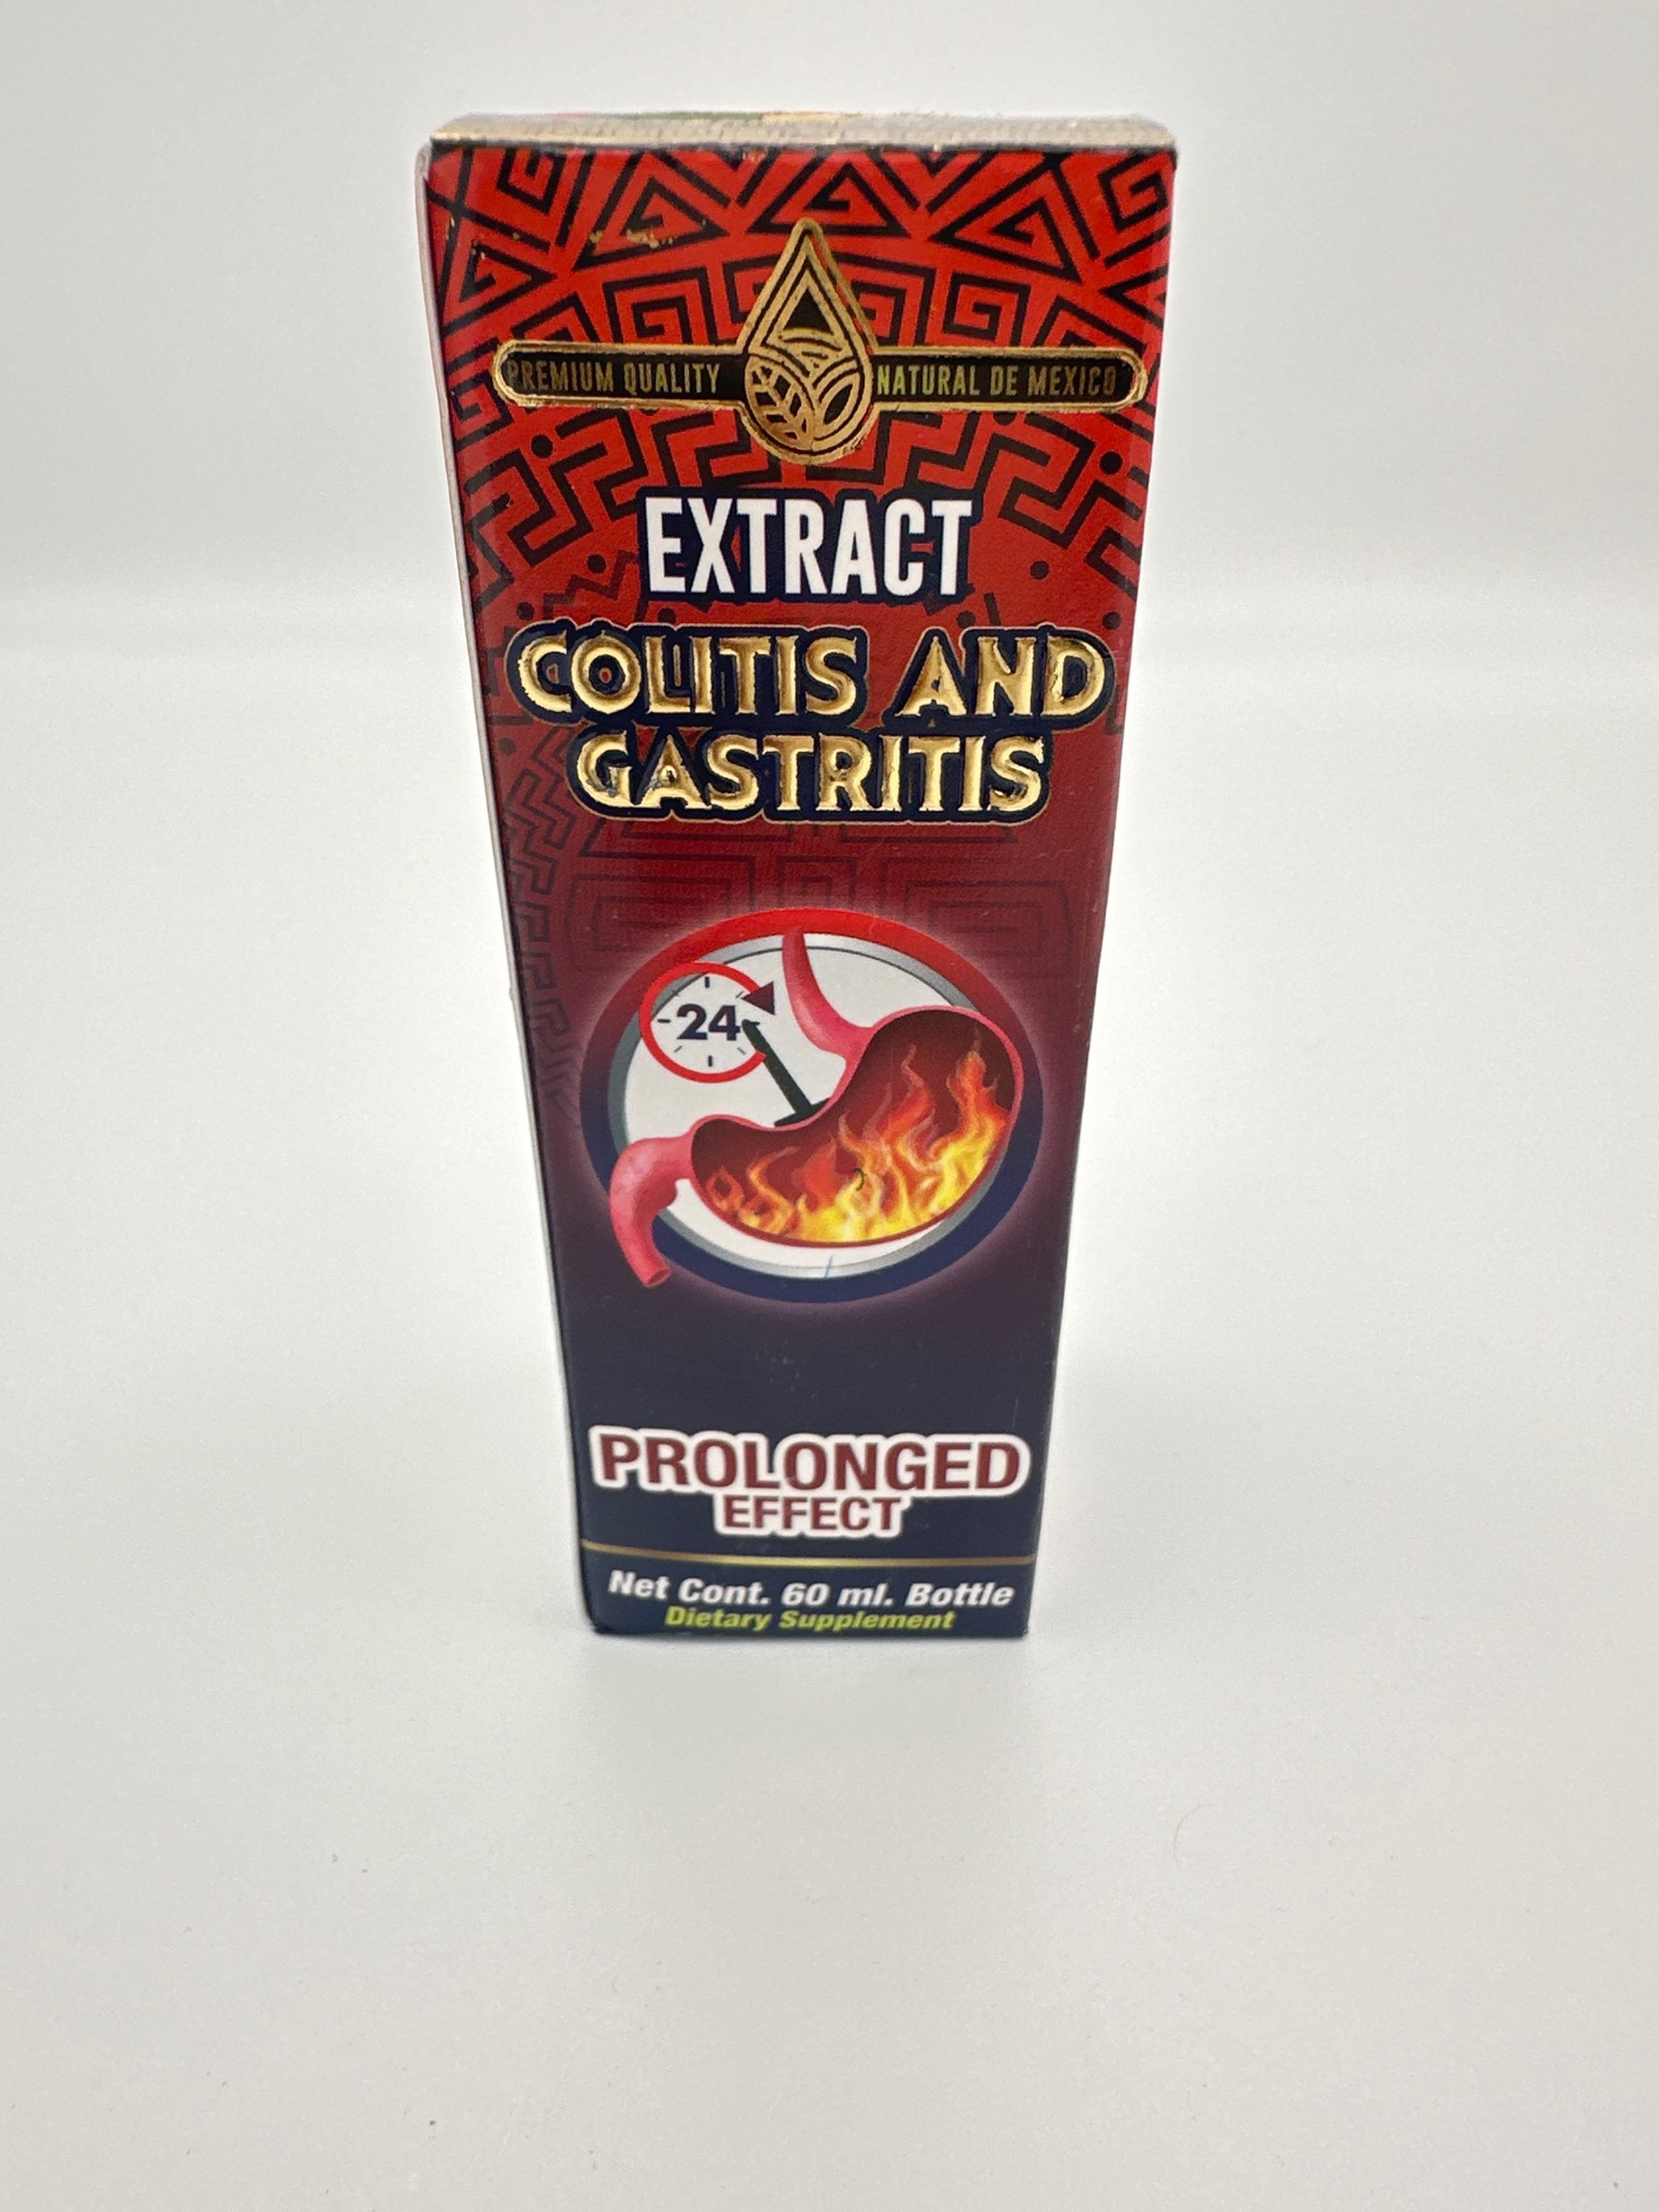 PREMIUM QUALITY NATURAL DE MEXICO
EXTRACT
COLITIS AND
GASTRITIS
24
PROLONGED
EFFECT
Net Cont. 60 ml. Bottle
Dietary Supplement